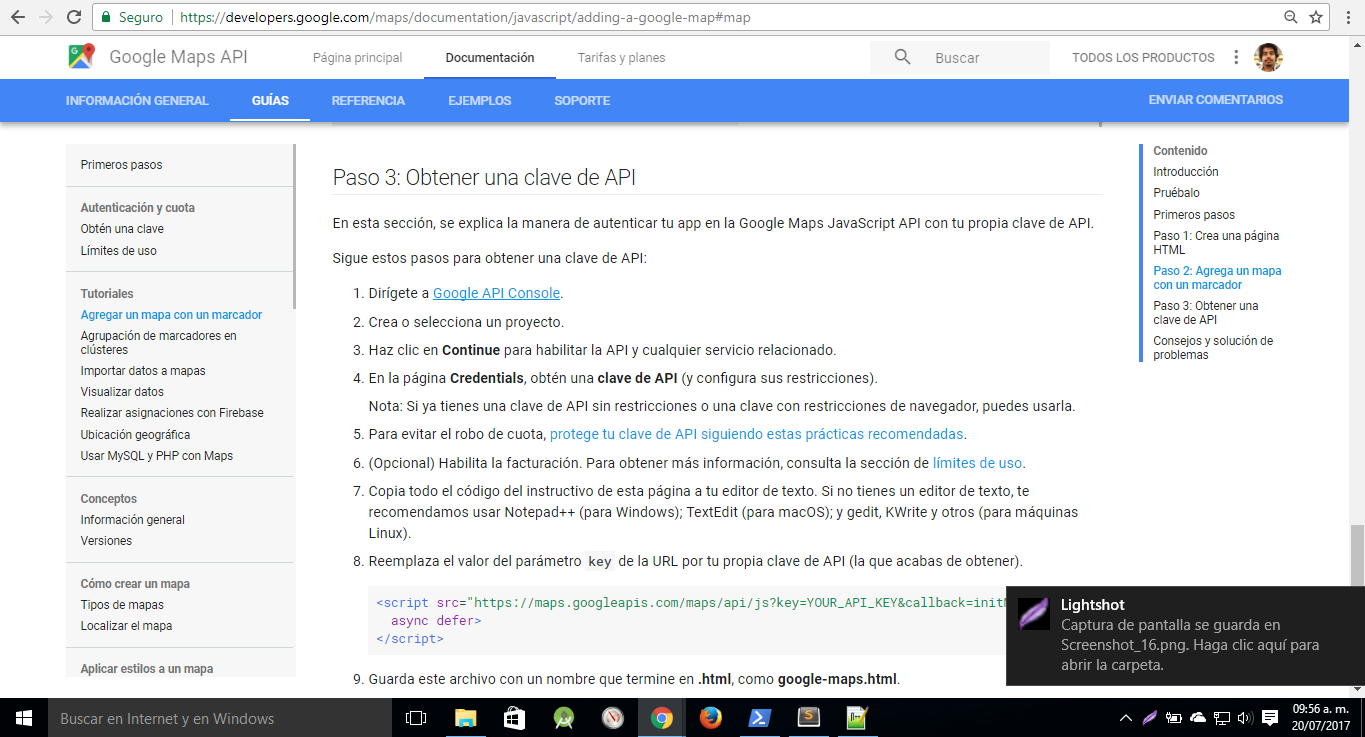 Seguro
https://developers.google.com/maps/documentation/javascript/adding-a-google-map#map
Google Maps API
Página principal
Documentación
Tarifas y planes
Buscar
TODOS LOS PRODUCTOS
INFORMACIÓN GENERAL
GUÍAS
REFERENCIA
EJEMPLOS
SOPORTE
ENVIAR COMENTARIOS
Primeros pasos
Autenticación y cuota
Obtén una clave
Límites de uso
Tutoriales
Agregar un mapa con un marcador
Agrupación de marcadores en
clústeres
Importar datos a mapas
Visualizar datos
Realizar asignaciones con Firebase
Ubicación geográfica
Usar MySQL y PHP con Maps
Conceptos
Información general
Versiones
Cómo crear un mapa
Tipos de mapas
Localizar el mapa
Aplicar estilos a un mapa
Paso 3: Obtener una clave de API
En esta sección, se explica la manera de autenticar tu app en la Google Maps JavaScript API con tu propia clave de API.
Sigue estos pasos para obtener una clave de API:
1. Dirígete a Google API Console.
2. Crea o selecciona un proyecto.
3. Haz clic en Continue para habilitar la API y cualquier servicio relacionado.
4. En la página Credentials, obtén una clave de API (y configura sus restricciones).
Nota: Si ya tienes una clave de API sin restricciones o una clave con restricciones de navegador, puedes usarla.
5. Para evitar el robo de cuota, protege tu clave de API siguiendo estas prácticas recomendadas.
6. (Opcional) Habilita la facturación. Para obtener más información, consulta la sección de límites de uso.
7. Copia todo el código del instructivo de esta página a tu editor de texto. Si no tienes un editor de texto, te
recomendamos usar Notepad++ (para Windows); TextEdit (para macOS); y gedit, KWrite y otros (para máquinas
Linux).
8. Reemplaza el valor del parámetro key de la URL por tu propia clave de API (la que acabas de obtener).
<script src="https://maps.googleapis.com/maps/api/js?key=YOUR_API_KEY&callback=init
async defer>
</script>
9. Guarda este archivo con un nombre que termine en .html, como google-maps.html.
Contenido
Introducción
Pruébalo
Primeros pasos
Paso 1: Crea una página
HTML
Paso 2: Agrega un mapa
con un marcador
Paso 3: Obtener una
clave de API
Consejos y solución de
problemas
Lightshot
Captura de pantalla se guarda en
Screenshot_16.png. Haga clic aquí para
abrir la carpeta.
Buscar en Internet y en Windows
09:56 a. m.
20/07/2017